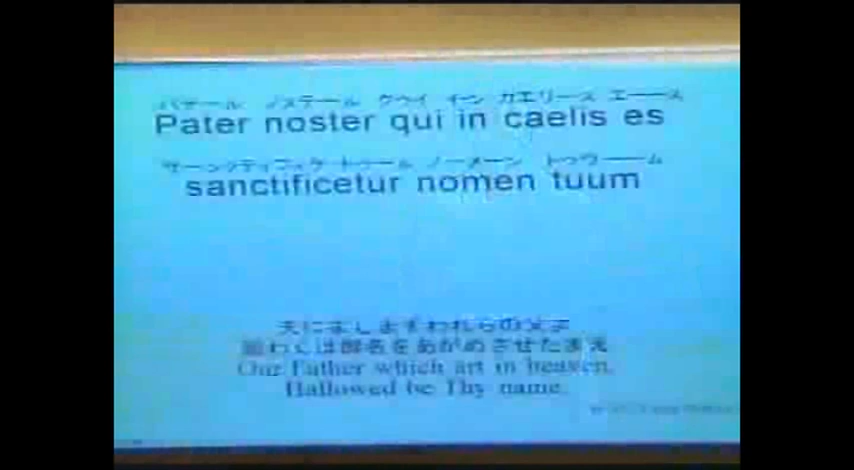 パテール ノステール クゥイ イーン カエリース エース
Pater noster qui in caelis es
サーンクティフィケートゥール ノーメーン トゥウーム
sanctificetur nomen tuum
天にましますわれらの父よ
願わくは御名をあがめさせたまえ
Our Father which art in heaven,
Hallowed be Thy name.